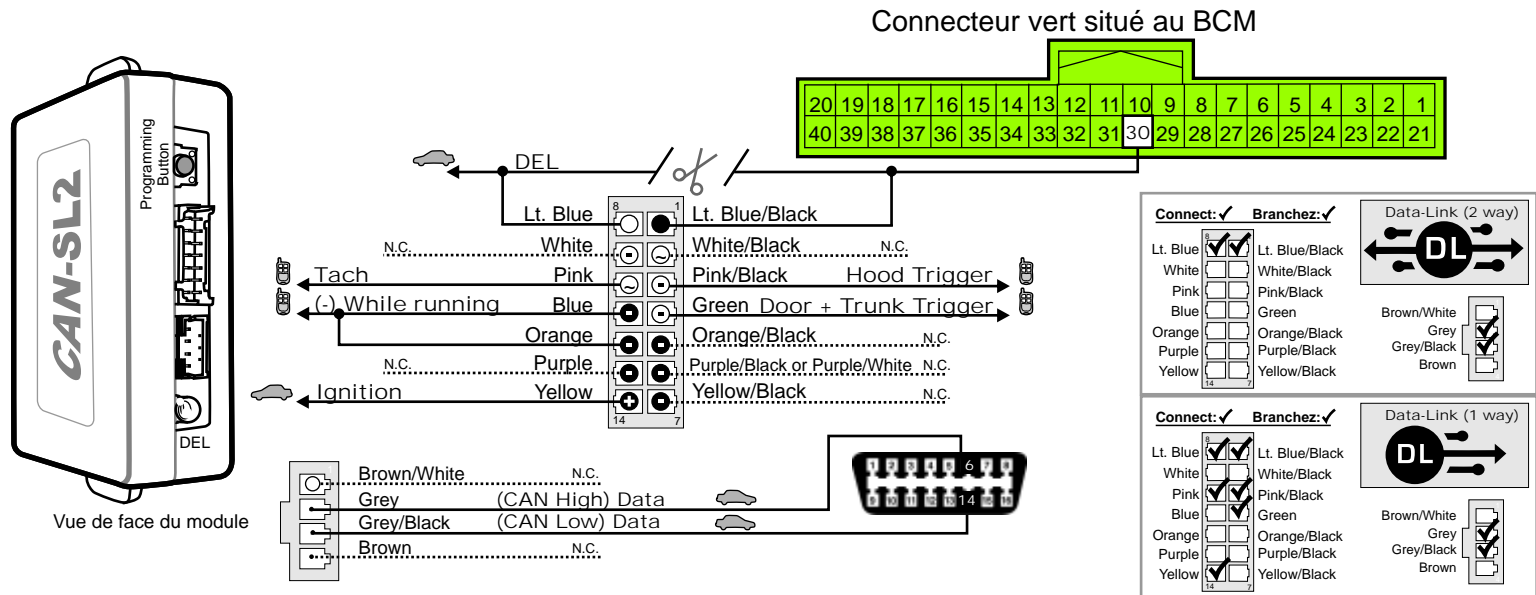 Connecteur vert situé au BCM
20 19 18 17 16 15 14 13 12 11 10 9 8 7 6 5 4 3 2 1
40 39 38 37 36 35 34 33 32 31 30 29 28 27 26 25 24 23 22 21
Programming
Button
CAN-SL2
DEL
Vue de face du module
DEL
8 1
Lt. Blue Lt. Blue/Black
N.C. White White/Black N.C.
Tach Pink Pink/Black Hood Trigger
(-) While running Blue Green Door + Trunk Trigger
Orange Orange/Black N.C.
N.C. Purple Purple/Black or Purple/White N.C.
Ignition Yellow Yellow/Black N.C.
14 7
1
Brown/White N.C.
Grey (CAN High) Data
Grey/Black (CAN Low) Data
Brown N.C.
1 2 3 4 5 6 7 8
9 10 11 12 13 14 15 16
Connect: Branchez:
8
Lt. Blue Lt. Blue/Black
White White/Black
Pink Pink/Black
Blue Green
Orange Orange/Black
Purple Purple/Black
Yellow Yellow/Black
14 7
Data-Link (2 way)
DL
Brown/White
Grey
Grey/Black
Brown
Connect: Branchez:
8
Lt. Blue Lt. Blue/Black
White White/Black
Pink Pink/Black
Blue Green
Orange Orange/Black
Purple Purple/Black
Yellow Yellow/Black
14 7
Data-Link (1 way)
DL
Brown/White
Grey
Grey/Black
Brown